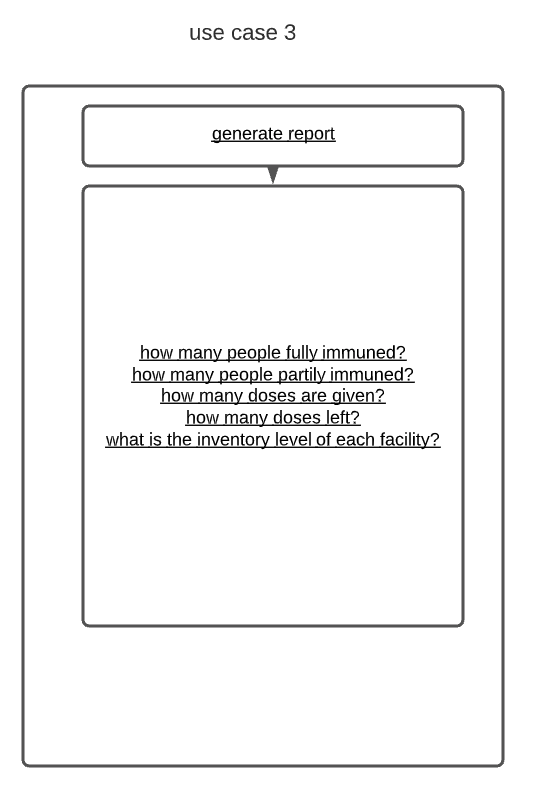 use case 3
generate report
how many people fully immuned?
how many people partily immuned?
how many doses are given?
how many doses left?
what is the inventory level of each facility?